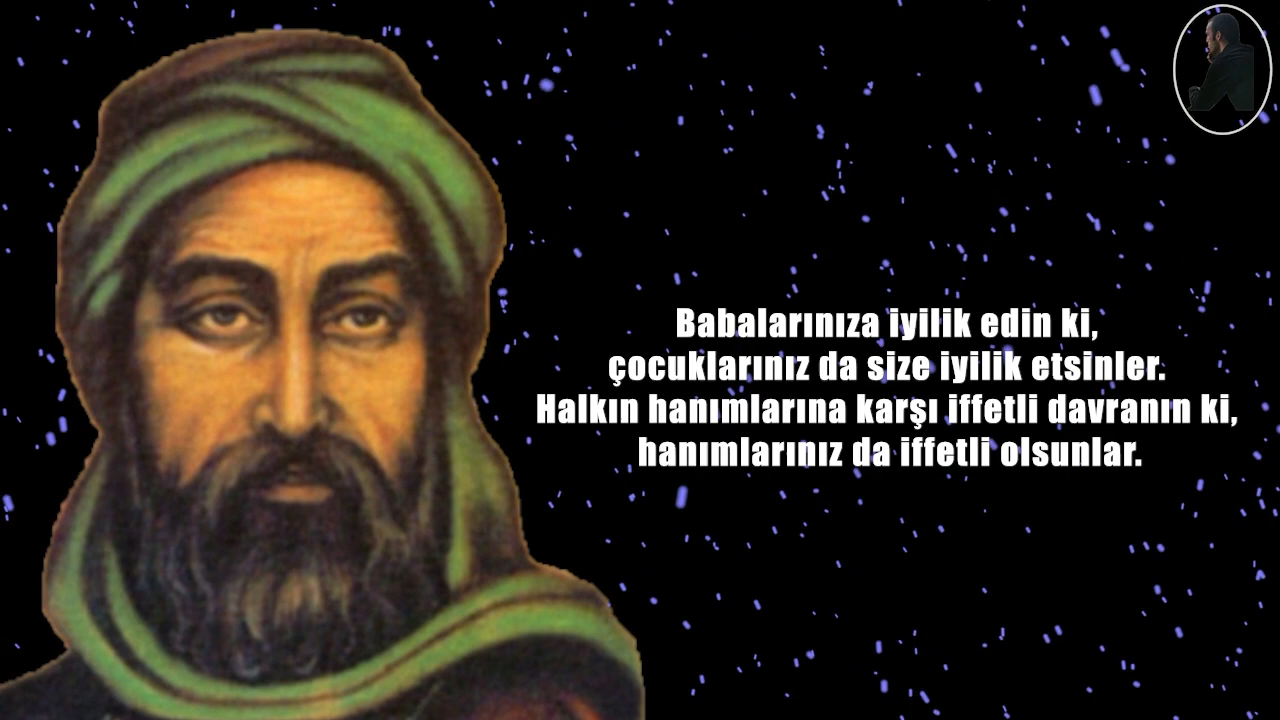 Babalarınıza iyilik edin ki,
çocuklarınız da size iyilik etsinler.
Halkın hanımlarına karşı iffetli davranın ki,
hanımlarınız da iffetli olsunlar.